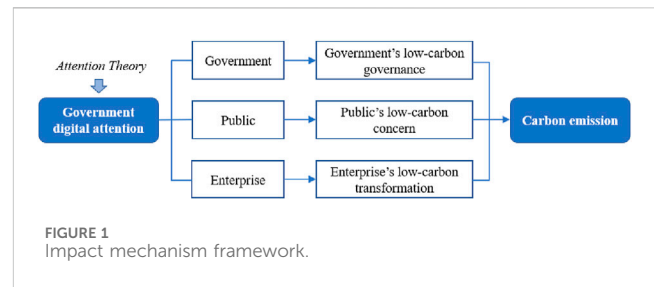 Attention Theory
Government
digital attention
Government
Public
Enterprise
Government's low-carbon
governance
Public's low-carbon
concern
Enterprise's low-carbon
transformation
Carbon emission
FIGURE 1
Impact mechanism framework.